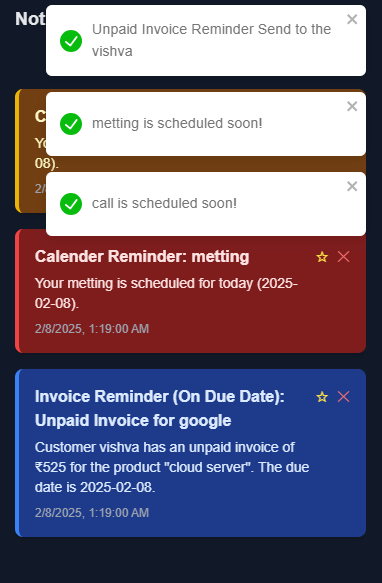 Not
Unpaid Invoice Reminder Send to the
vishva
metting is scheduled soon!
08).
2/
call is scheduled soon!
Calender Reminder: metting
Your metting is scheduled for today (2025-
02-08).
2/8/2025, 1:19:00 AM
Invoice Reminder (On Due Date):
Unpaid Invoice for google
Customer vishva has an unpaid invoice of
₹525 for the product "cloud server". The due
date is 2025-02-08.
2/8/2025, 1:19:00 AM